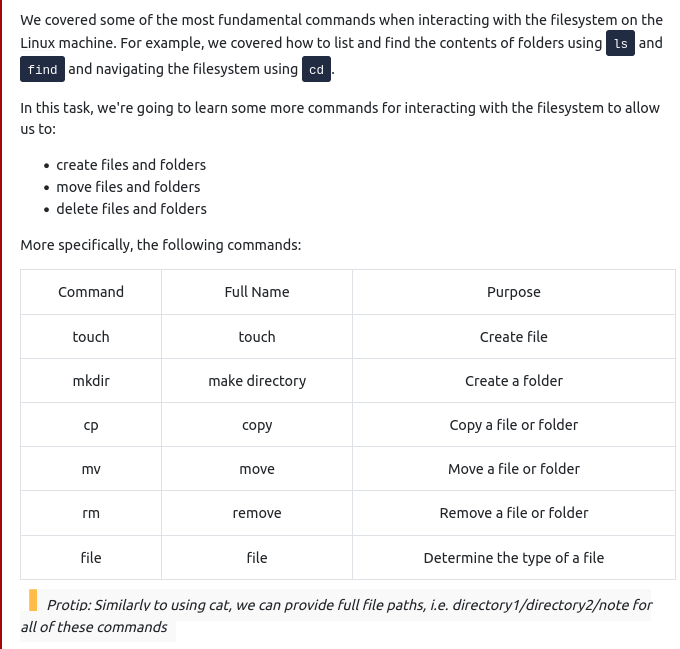 We covered some of the most fundamental commands when interacting with the filesystem on the
Linux machine. For example, we covered how to list and find the contents of folders using ls and
find and navigating the filesystem using cd.
In this task, we're going to learn some more commands for interacting with the filesystem to allow
us to:
• create files and folders
• move files and folders
• delete files and folders
More specifically, the following commands:
Command Full Name Purpose
touch touch Create file
mkdir make directory Create a folder
cp copy Copy a file or folder
mv move Move a file or folder
rm remove Remove a file or folder
file file Determine the type of a file
Protip: Similarly to using cat, we can provide full file paths, i.e. directory1/directory2/note for
all of these commands